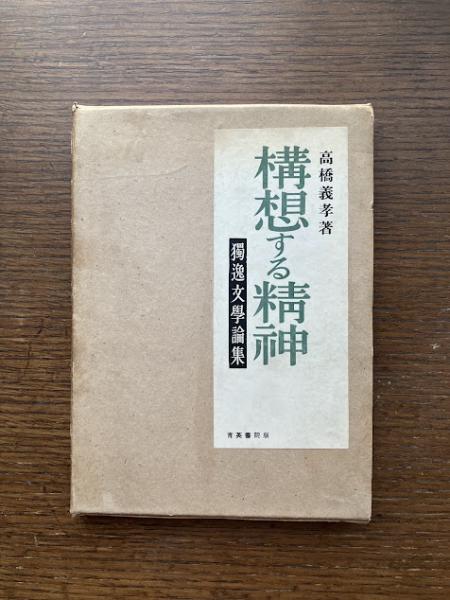 高橋義孝著
構想する精神
獨逸文學論集
育英書院版